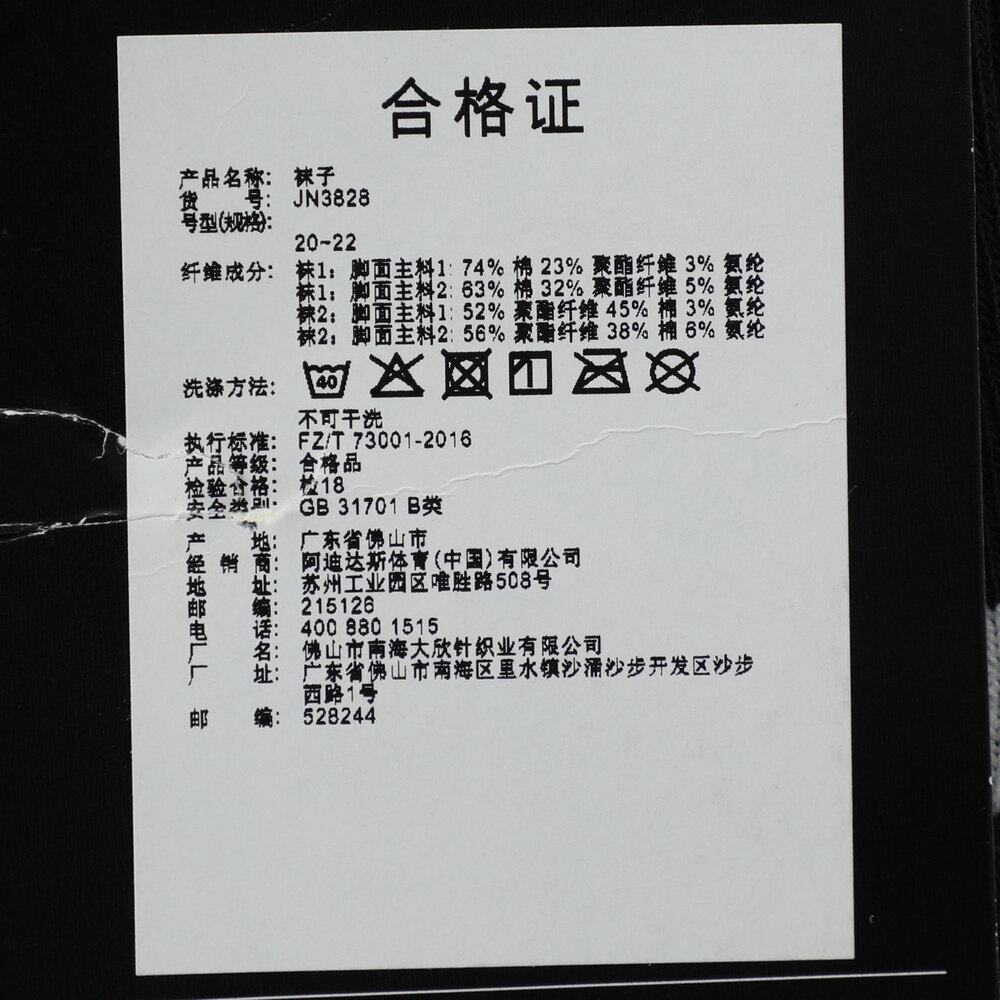 合格证
产品名称: 袜子
货 号: JN3828
号型(规格):
20~22
纤维成分: 袜1: 脚面主料1: 74% 棉 23% 聚酯纤维 3% 氨纶
袜1: 脚面主料2: 63% 棉 32% 聚酯纤维 5% 氨纶
袜2: 脚面主料1: 52% 聚酯纤维 45% 棉 3% 氨纶
袜2: 脚面主料2: 56% 聚酯纤维 38% 棉 6% 氨纶
洗涤方法: 40
不可干洗
执行标准: FZ/T 73001-2016
产品等级: 合格品
检验合格: 检18
安全类别: GB 31701 B类
产 地: 广东省佛山市
经 销 商: 阿迪达斯体育(中国)有限公司
地 址: 苏州工业园区唯胜路508号
邮 编: 215126
电 话: 400 880 1515
厂 名: 佛山市南海大欣针织业有限公司
厂 址: 广东省佛山市南海区里水镇沙涌沙步开发区沙步
西路1号
邮 编: 528244